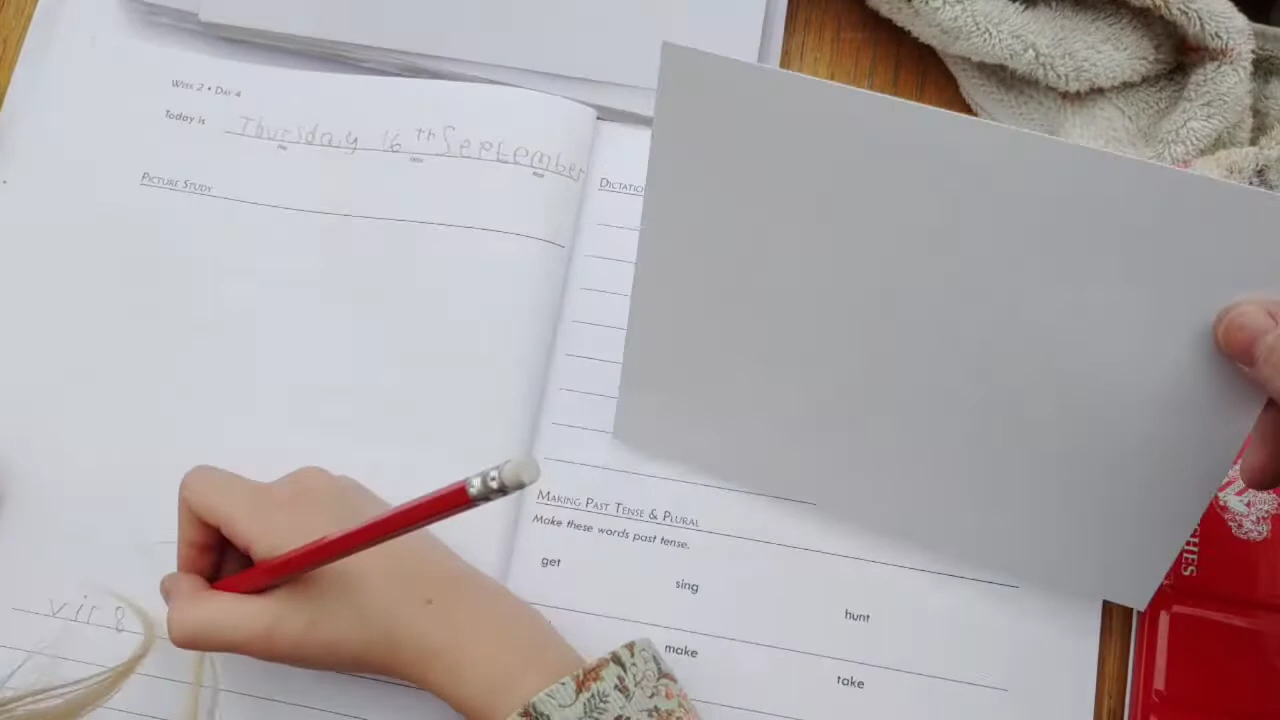 Week 2 • Day 4
Today is Thursday 16th September
Picture Study
vir
Making Past Tense & Plural
Make these words past tense.
get
sing
hunt
make
take